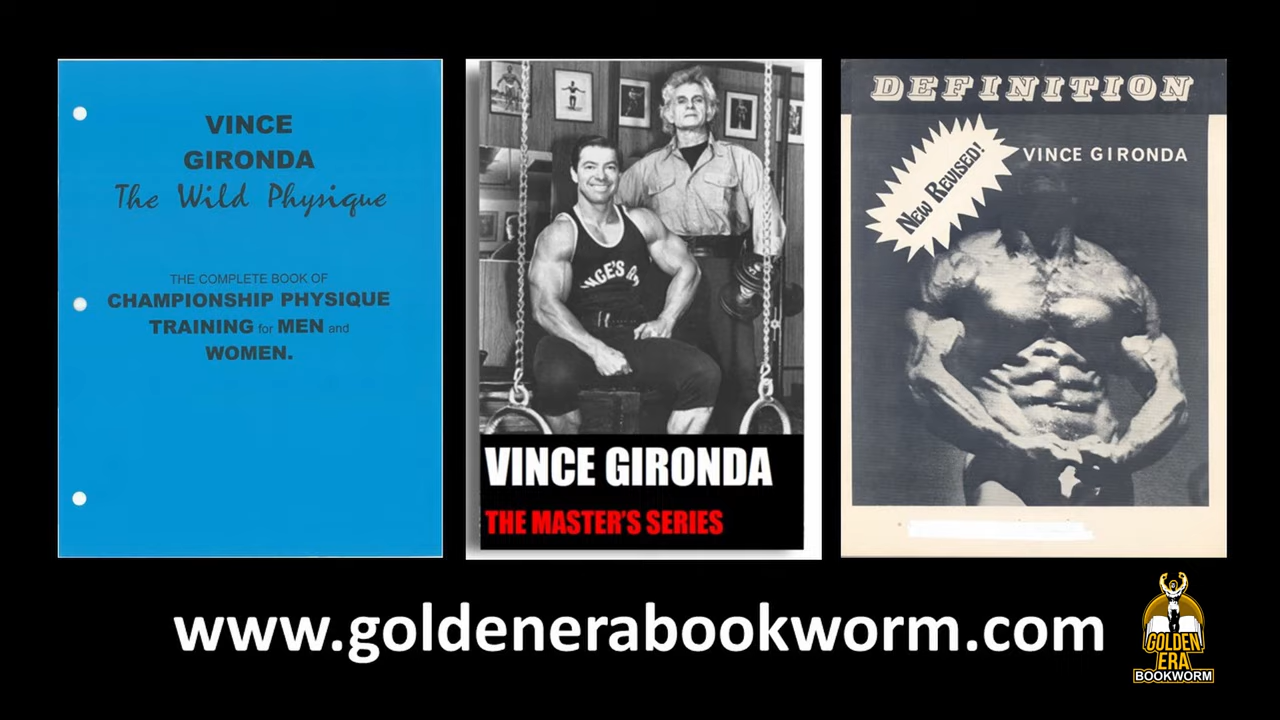 VINCE
GIRONDA
The Wild Physique
THE COMPLETE BOOK OF
CHAMPIONSHIP PHYSIQUE
TRAINING for MEN and
WOMEN.
VINCE'S G
VINCE GIRONDA
THE MASTER'S SERIES
DEFINITION
NEW REVISED!
VINCE GIRONDA
www.goldenerabookworm.com
GOLDEN
ERA
BOOKWORM